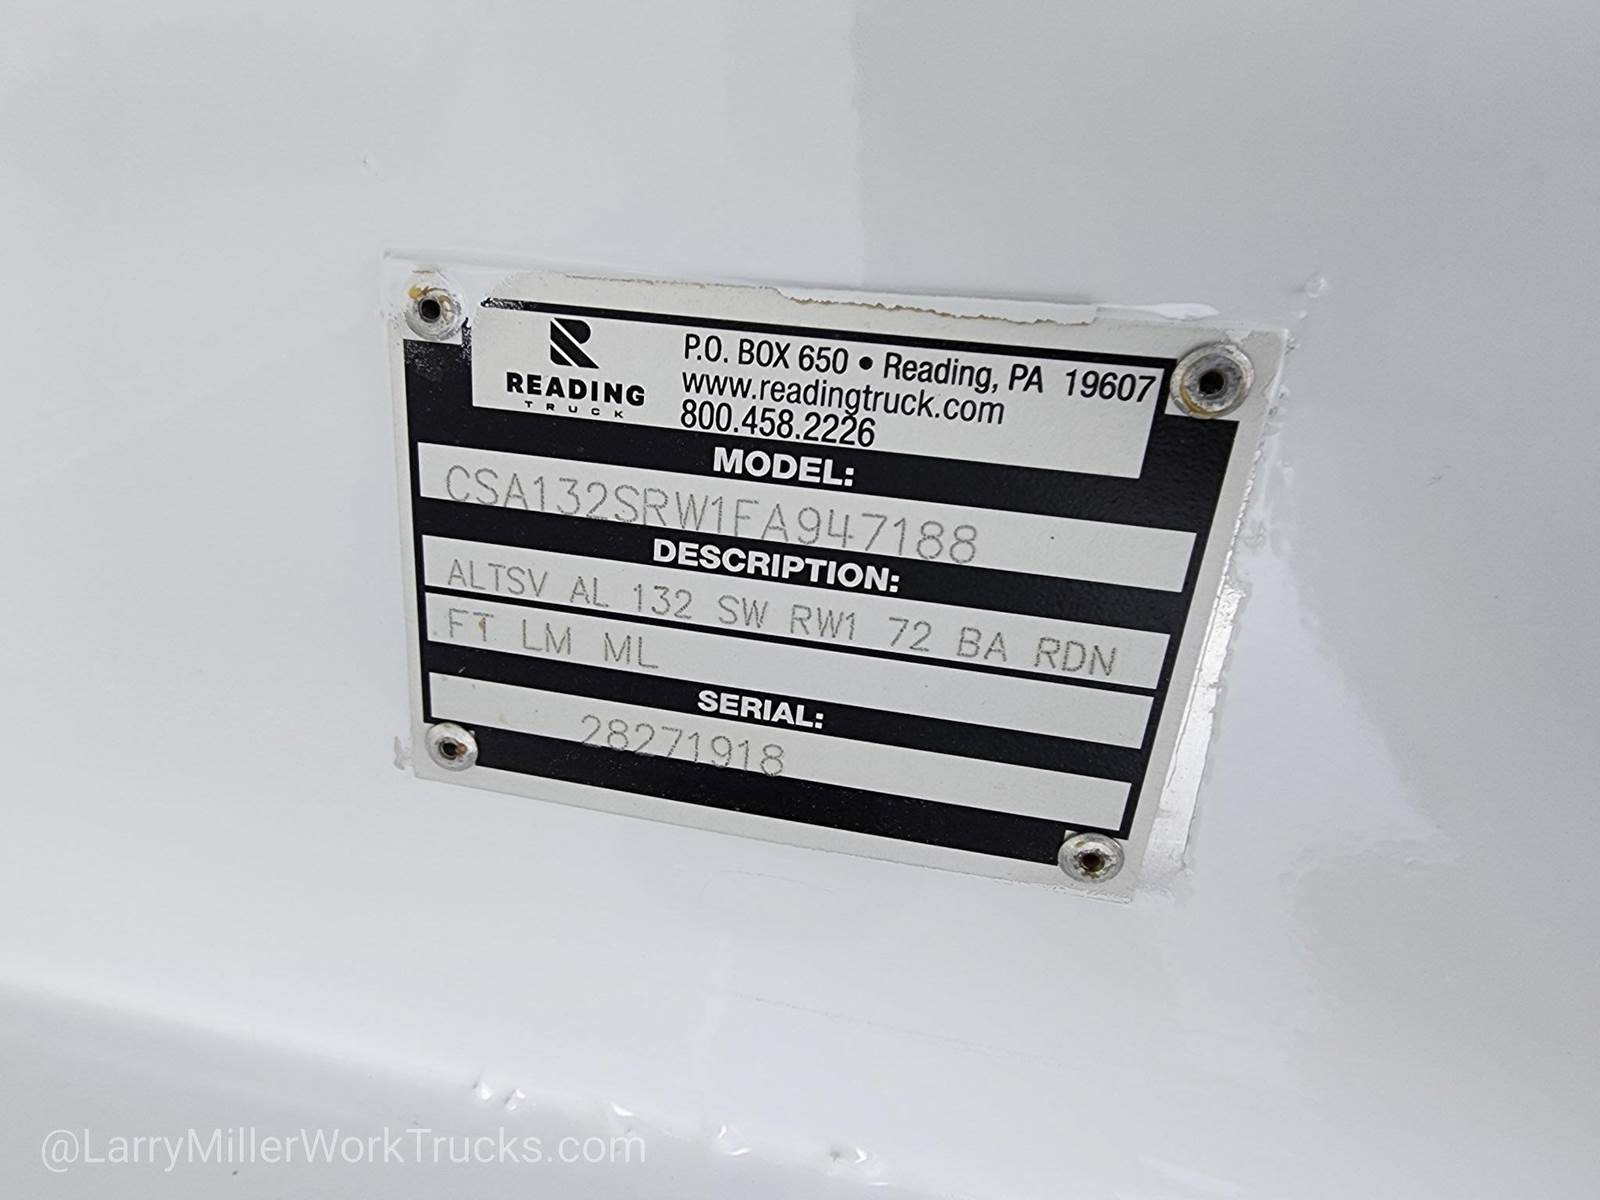 READING
TRUCK
P.O. BOX 650 • Reading, PA 19607
www.readingtruck.com
800.458.2226
MODEL:
CSA132SRW1FA947188
DESCRIPTION:
ALTSV AL 132 SW RW1 72 BA RDN
FT LM ML
SERIAL:
28271918
@LarryMillerWorkTrucks.com